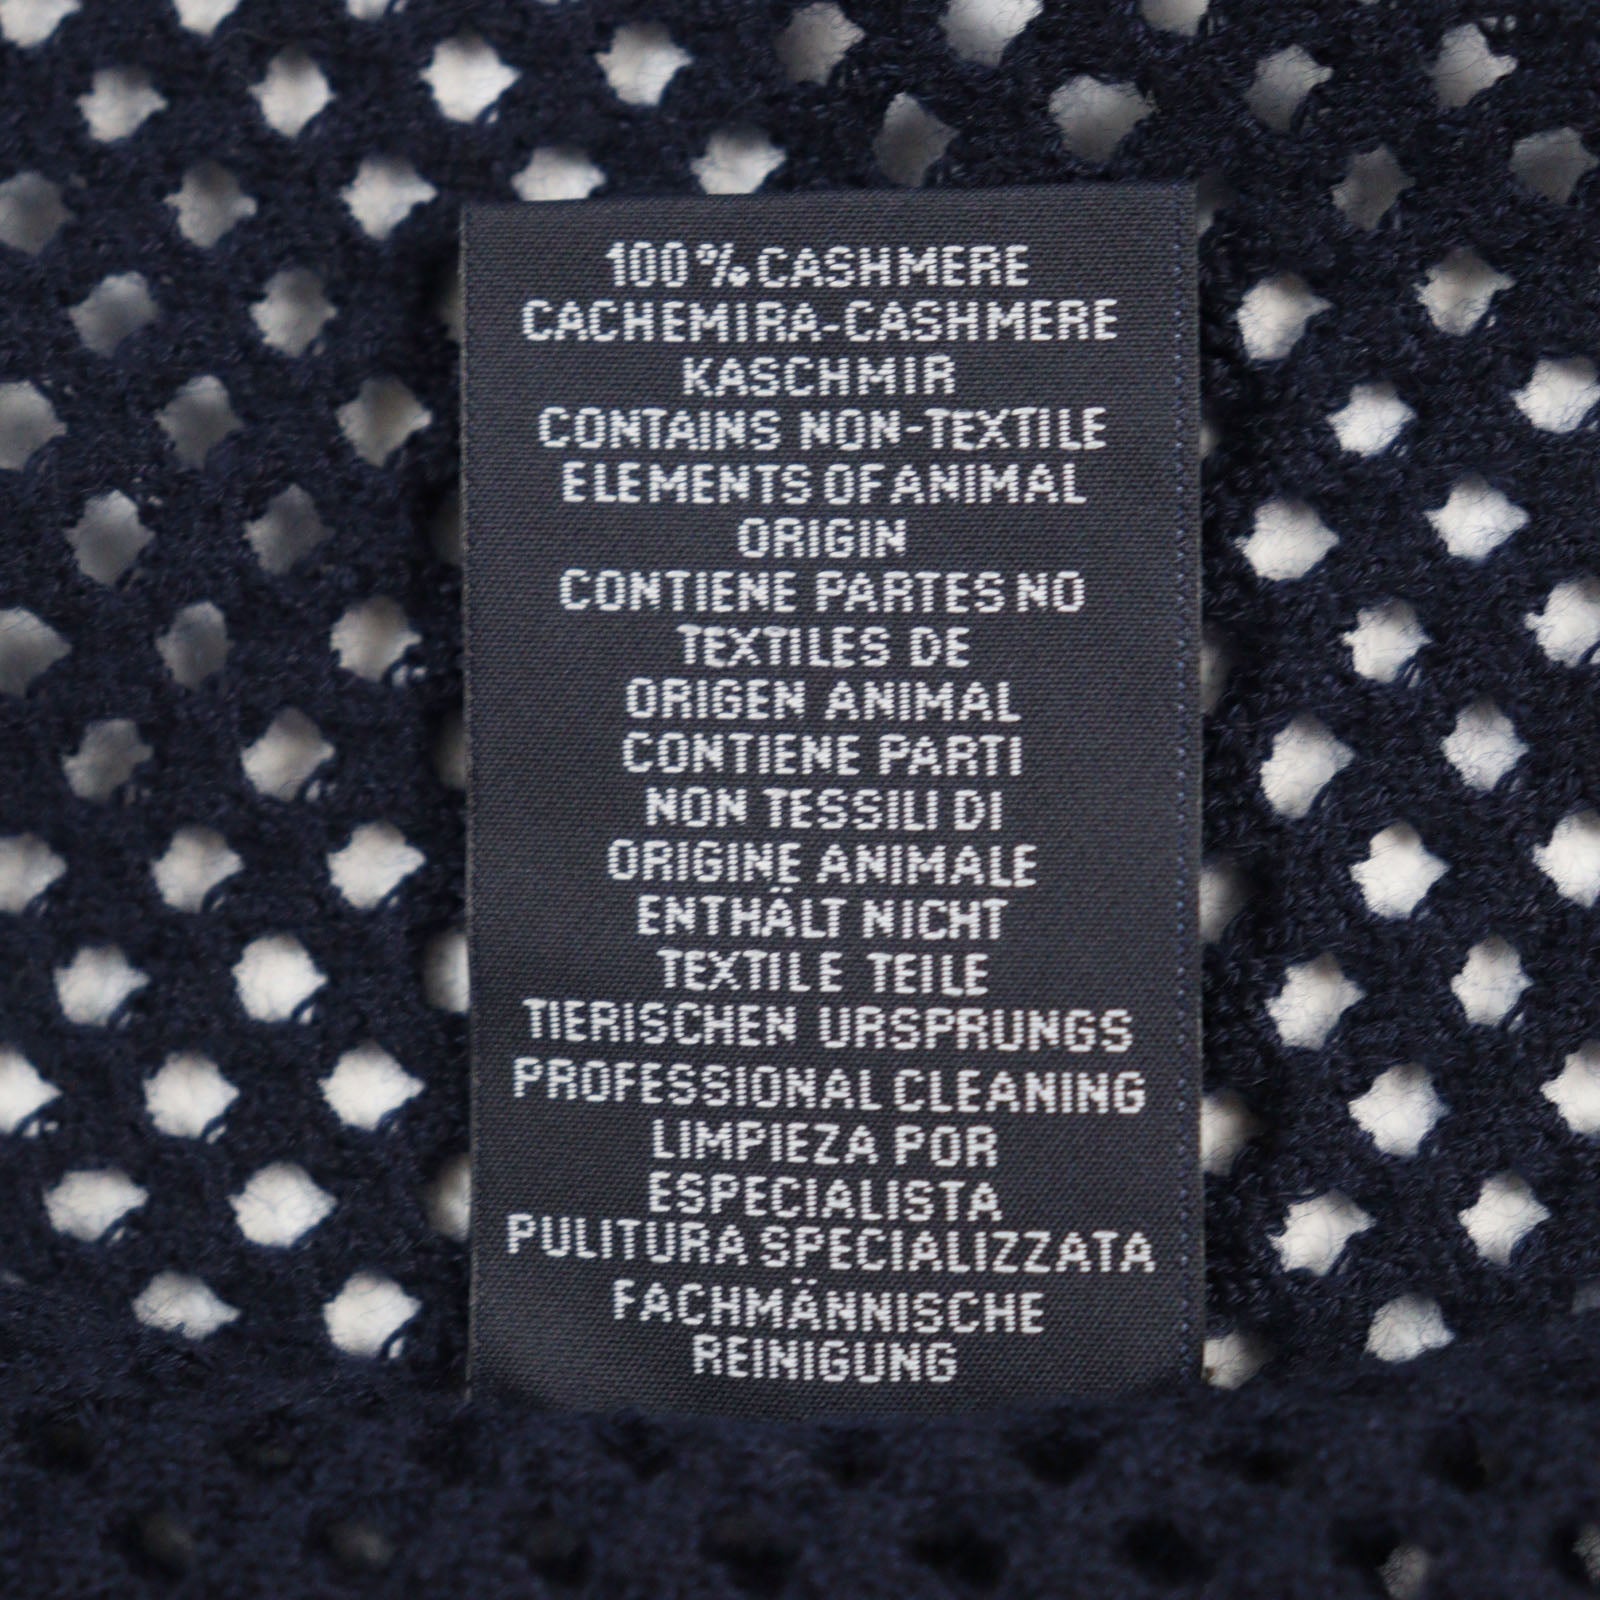 100% CASHMERE
CACHEMIRA-CASHMERE
KASCHMIR
CONTAINS NON-TEXTILE
ELEMENTS OF ANIMAL
ORIGIN
CONTIENE PARTES NO
TEXTILES DE
ORIGEN ANIMAL
CONTIENE PARTI
NON TESSILI DI
ORIGINE ANIMALE
ENTHÄLT NICHT
TEXTILE TEILE
TIERISCHEN URSPRUNGS
PROFESSIONAL CLEANING
LIMPIEZA POR
ESPECIALISTA
PULITURA SPECIALIZZATA
FACHMÄNNISCHE
REINIGUNG